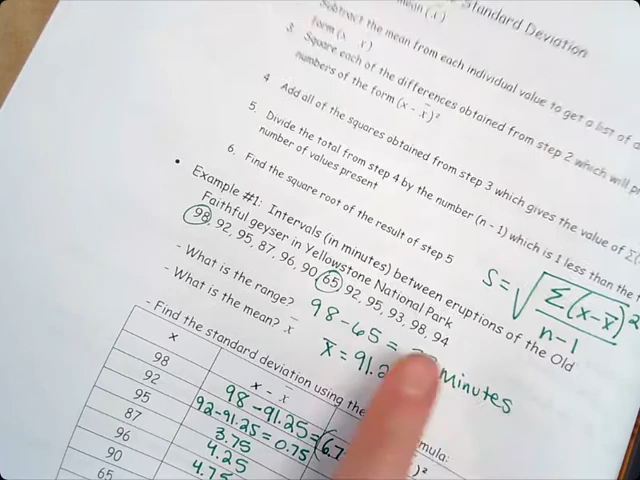 mean (x̄) Standard Deviation
Subtract the mean from each individual value to get a list of
form (x x̄)
3 Square each of the differences obtained from step 2 which will
numbers of the form (x - x̄)²
4 Add all of the squares obtained from step 3 which gives the value of Σ(
5. Divide the total from step 4 by the number (n - 1) which is 1 less than the
number of values present
6. Find the square root of the result of step 5
• Example #1: Intervals (in minutes) between eruptions of the Old
Faithful geyser in Yellowstone National Park
98, 92, 95, 87, 96, 90 65 92, 95, 93, 98, 94
S = √ Σ(x-x̄)²
n-1
- What is the range? 98-65=
Minutes
- What is the mean? x̄ x̄ = 91.2
- Find the standard deviation using the
mula:
x
x - x̄
)²
98
98-91.25=(6.7
92
92-91.25=0.75
95
3.75
87
4.25
96
4.75
90
65